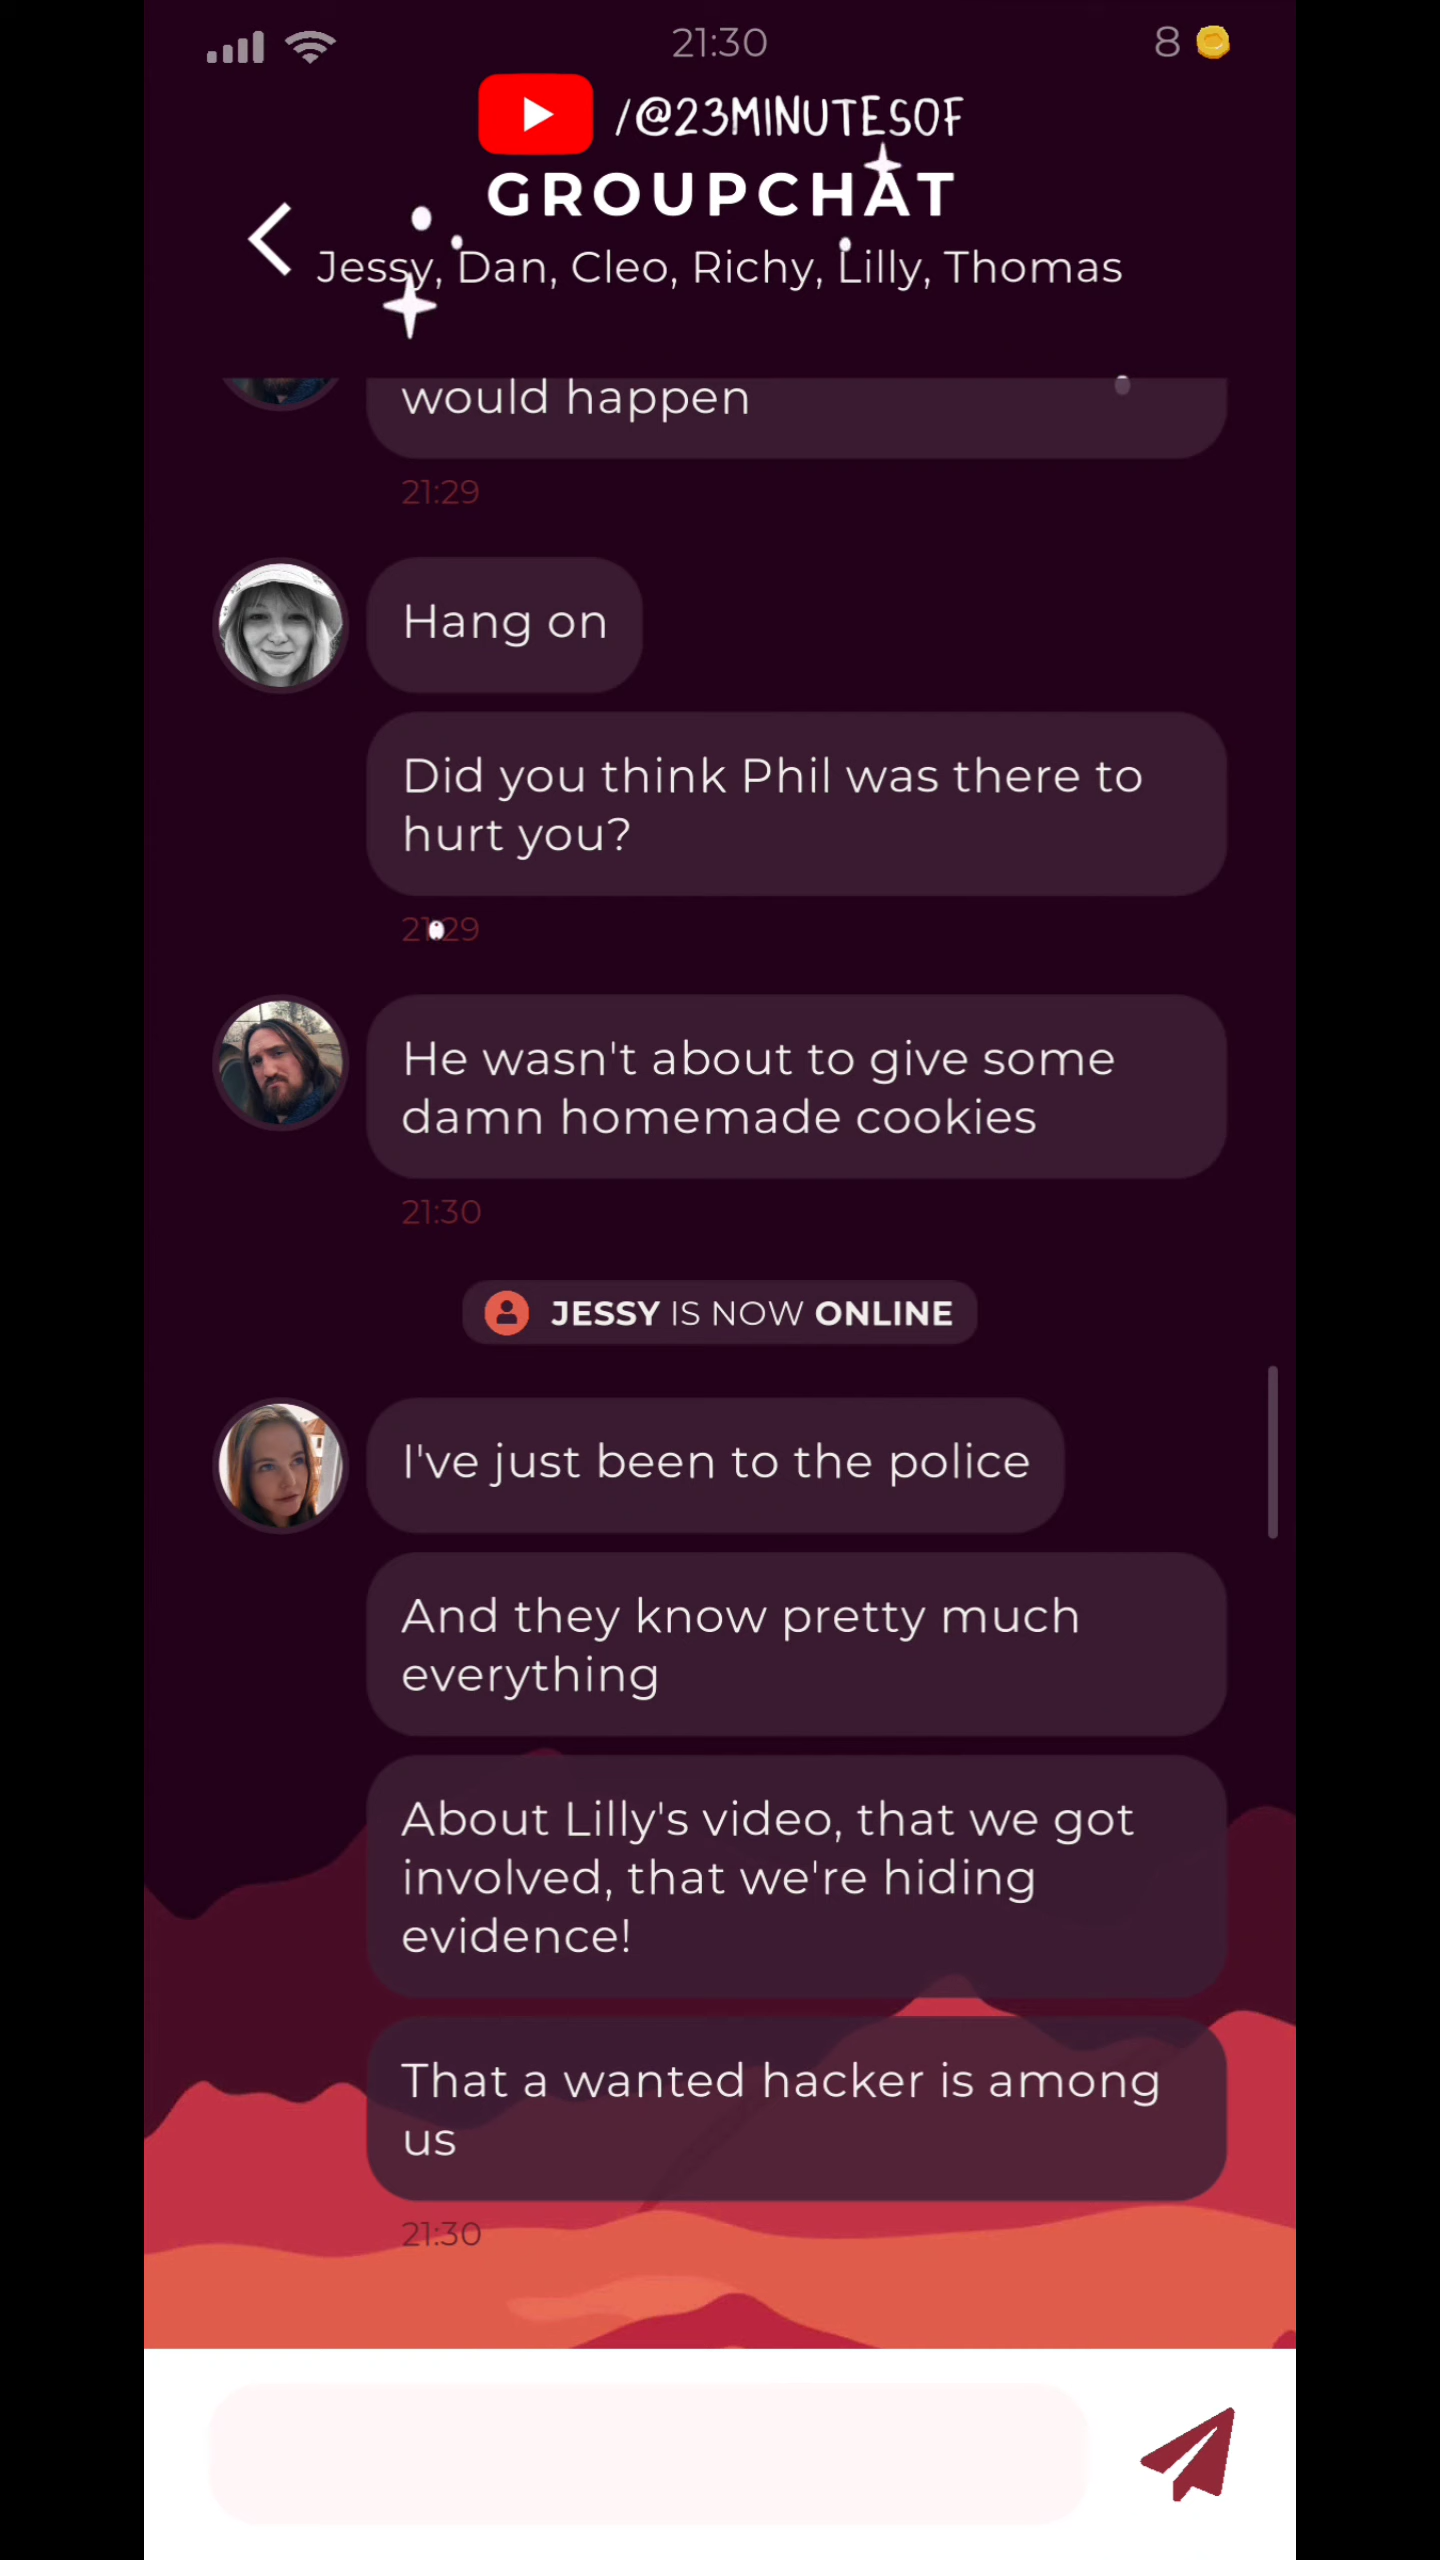 21:30
8
/@23MINUTESOF
GROUPCHAT
Jessy, Dan, Cleo, Richy, Lilly, Thomas
would happen
21:29
Hang on
Did you think Phil was there to
hurt you?
21:29
He wasn't about to give some
damn homemade cookies
21:30
JESSY IS NOW ONLINE
I've just been to the police
And they know pretty much
everything
About Lilly's video, that we got
involved, that we're hiding
evidence!
That a wanted hacker is among
us
21:30